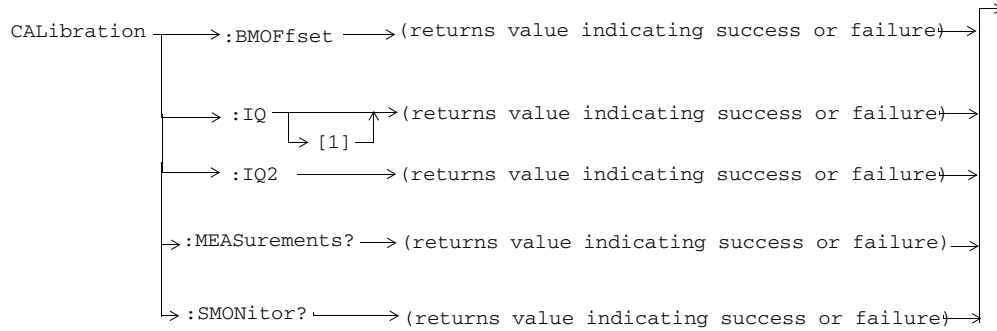 CALibration :BMOFfset (returns value indicating success or failure)
:IQ (returns value indicating success or failure)
[1]
:IQ2 (returns value indicating success or failure)
:MEASurements? (returns value indicating success or failure)
:SMONitor? (returns value indicating success or failure)